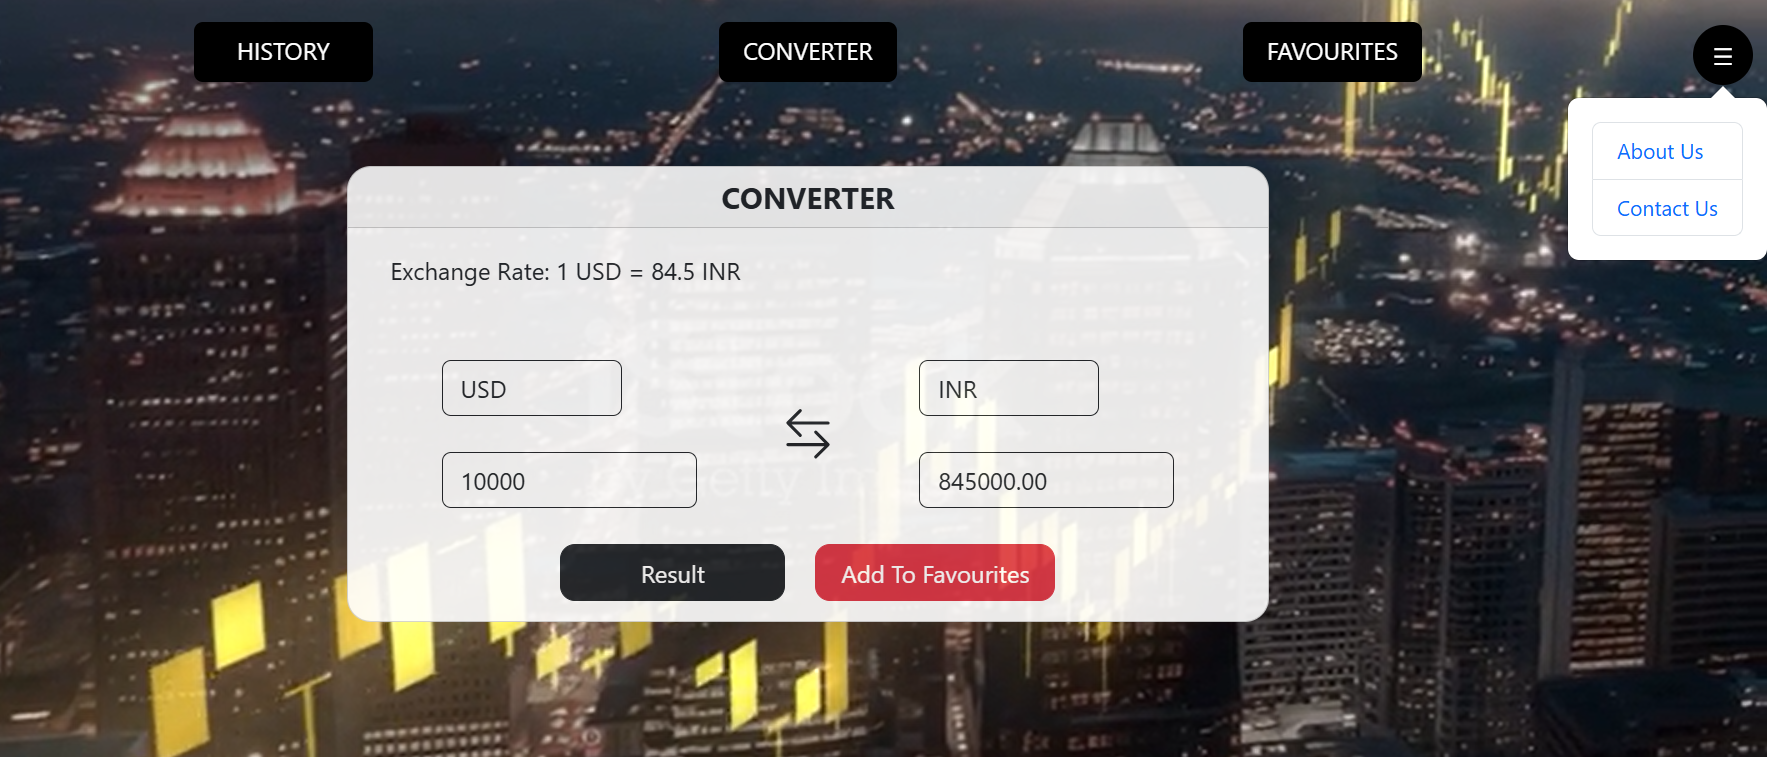 HISTORY
CONVERTER
FAVOURITES
☰
About Us
Contact Us
CONVERTER
Exchange Rate: 1 USD = 84.5 INR
USD
INR
10000
845000.00
Result
Add To Favourites